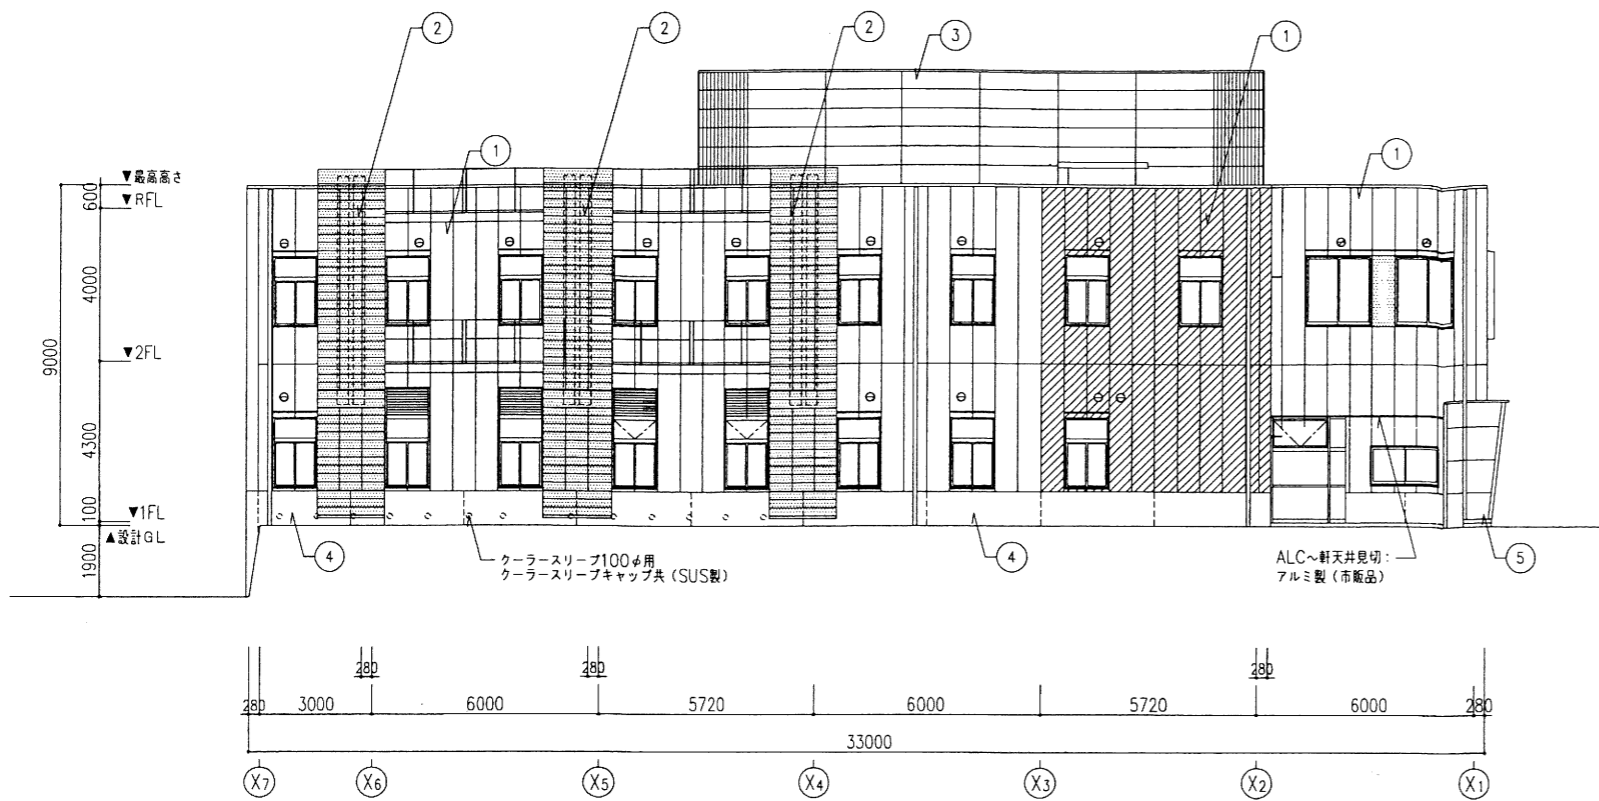 2
2
2
3
1
1
1
▼最高高さ
600
▼RFL
4000
9000
▼2FL
4300
100
▼1FL
▲設計GL
1900
4
クーラースリーブ100φ用
クーラースリーブキャップ共(SUS製)
4
ALC～軒天井見切:
アルミ製(市販品)
5
280
280
280
280
3000
6000
5720
6000
5720
6000
280
33000
X7
X6
X5
X4
X3
X2
X1